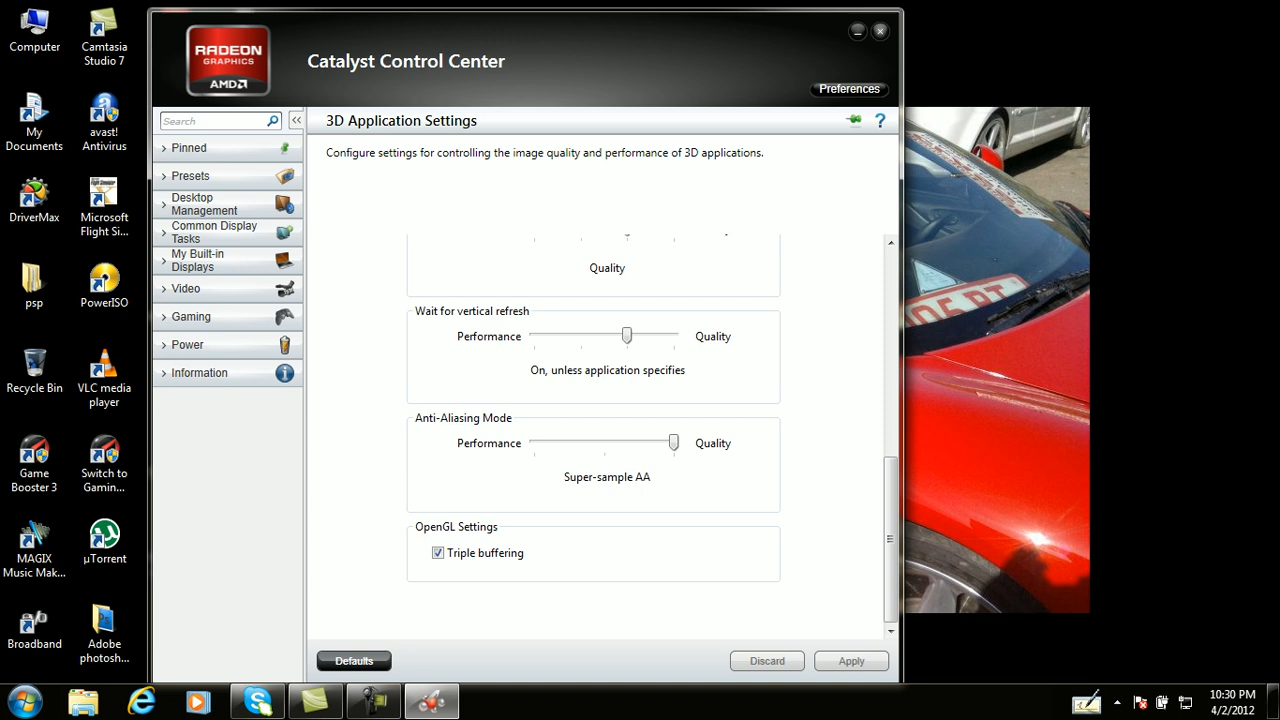 Computer
Camtasia
Studio 7
My
Documents
avast!
Antivirus
DriverMax
Microsoft
Flight Si...
psp
PowerISO
Recycle Bin
VLC media
player
Game
Booster 3
Switch to
Gamin...
MAGIX
Music Mak...
µTorrent
Broadband
Adobe
photosh...
RADEON
GRAPHICS
AMD
Catalyst Control Center
Preferences
Search
Pinned
Presets
Desktop
Management
Common Display
Tasks
My Built-in
Displays
Video
Gaming
Power
Information
3D Application Settings
Configure settings for controlling the image quality and performance of 3D applications.
Quality
Wait for vertical refresh
Performance Quality
On, unless application specifies
Anti-Aliasing Mode
Performance Quality
Super-sample AA
OpenGL Settings
Triple buffering
Defaults
Discard
Apply
10:30 PM
4/2/2012